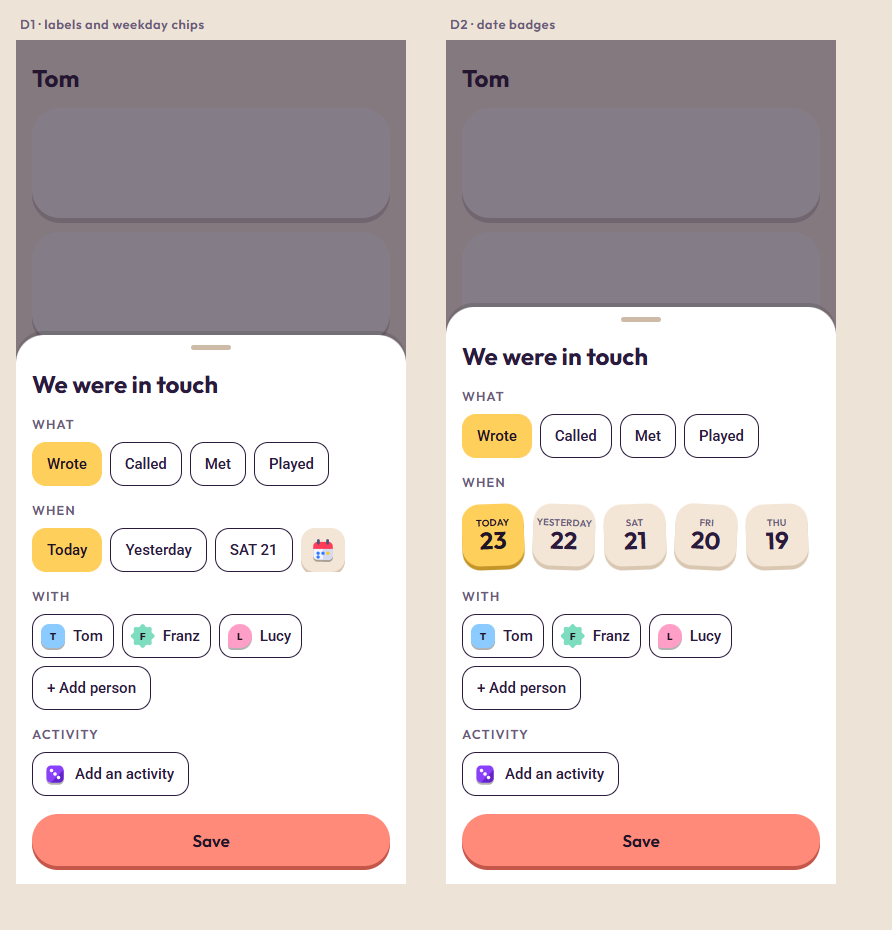 D1 · labels and weekday chips
Tom
We were in touch
WHAT
Wrote Called Met Played
WHEN
Today Yesterday SAT 21
WITH
T Tom F Franz L Lucy
+ Add person
ACTIVITY
Add an activity
Save
D2 · date badges
Tom
We were in touch
WHAT
Wrote Called Met Played
WHEN
TODAY YESTERDAY SAT FRI THU
23 22 21 20 19
WITH
T Tom F Franz L Lucy
+ Add person
ACTIVITY
Add an activity
Save